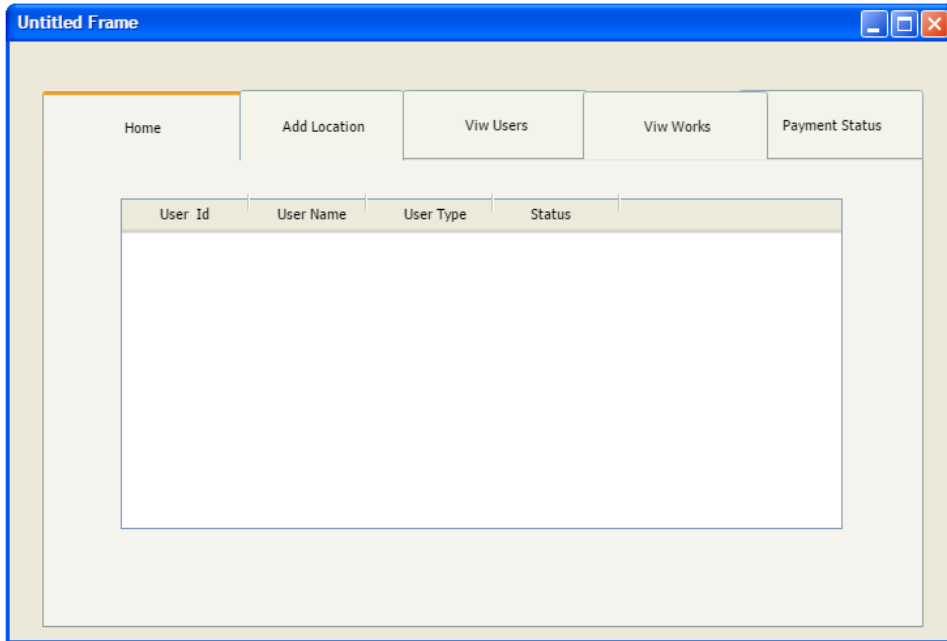 Untitled Frame
Home Add Location Viw Users Viw Works Payment Status
User Id User Name User Type Status